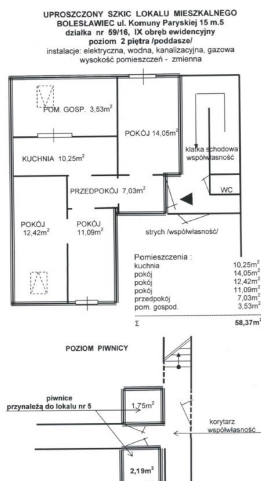 UPROSZCZONY SZKIC LOKALU MIESZKALNEGO
BOLESŁAWIEC ul. Komuny Paryskiej 15 m.5
działka nr 59/16, IX obręb ewidencyjny
poziom 2 piętra /poddasze/
instalacje: elektryczna, wodna, kanalizacyjna, gazowa
wysokość pomieszczeń - zmienna
POM. GOSP. 3,53m²
POKÓJ 14,05m²
klatka schodowa
współwłasność
KUCHNIA 10,25m²
WC
PRZEDPOKÓJ 7,03m²
POKÓJ
12,42m²
POKÓJ
11,09m²
strych /współwłasność/
Pomieszczenia :
kuchnia 10,25m²
pokój 14,05m²
pokój 12,42m²
pokój 11,09m²
przedpokój 7,03m²
pom. gospod. 3,53m²
Σ 58,37m²
POZIOM PIWNICY
piwnice
przynależą do lokalu nr 5
1,75m²
korytarz
współwłasność
2,19m²